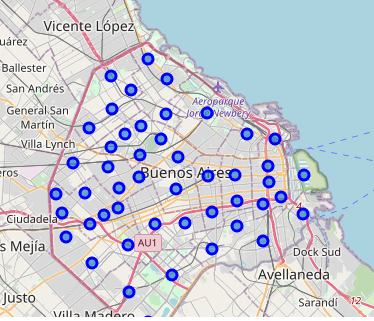 Vicente López
Ballester
San Andrés
General San
Martín
Aeroparque
Jorge Newbery
Villa Lynch
Buenos Aires
Ciudadela
AU1
s Mejía
4
Dock Sud
Avellaneda
Justo
Sarandí
12
Villa Madero